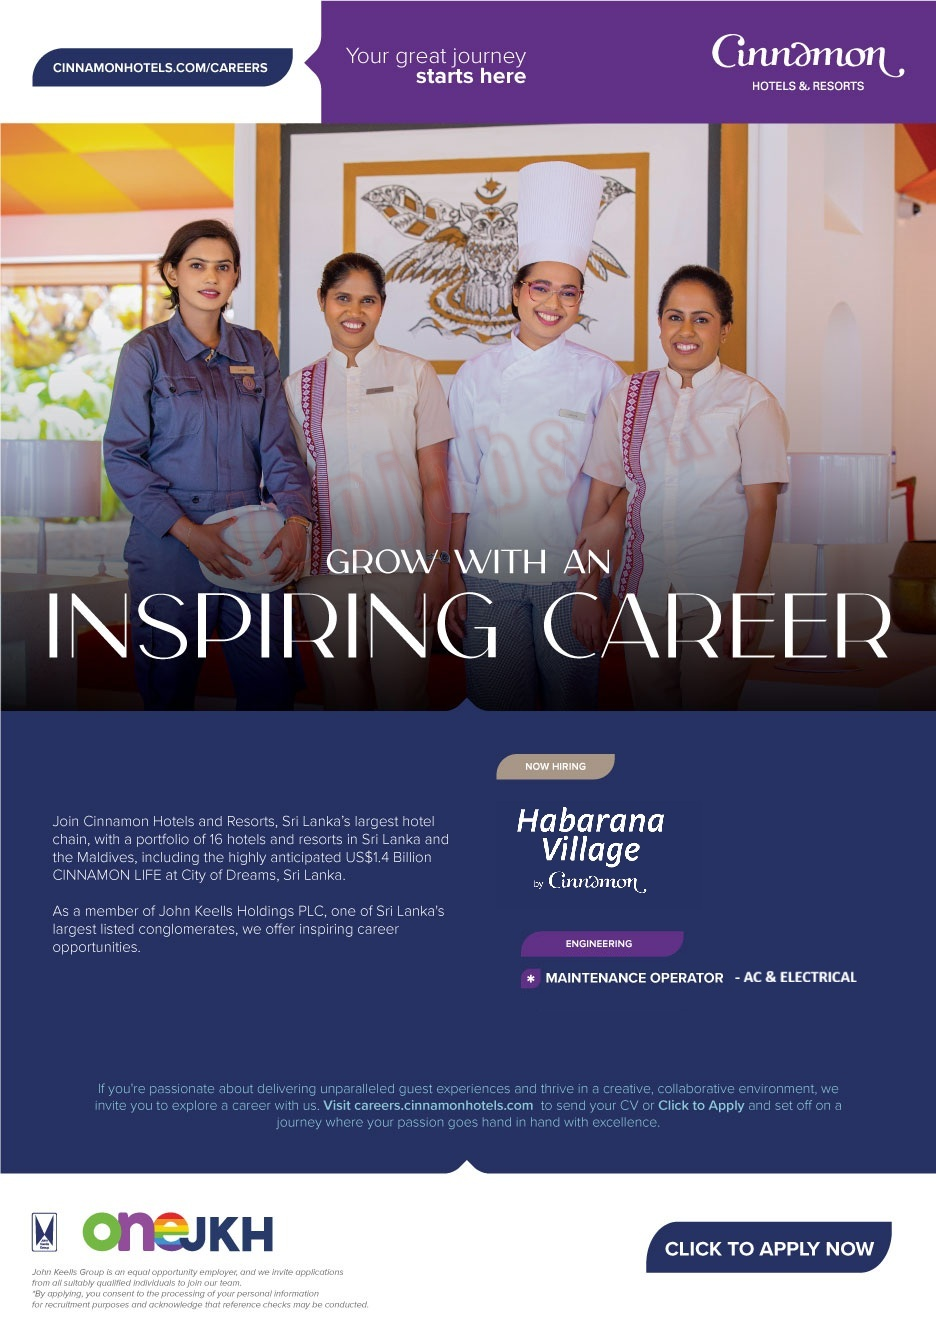 CINNAMONHOTELS.COM/CAREERS
Your great journey
starts here
Cinnamon
HOTELS & RESORTS
GROW WITH AN
INSPIRING CAREER
Join Cinnamon Hotels and Resorts, Sri Lanka's largest hotel
chain, with a portfolio of 16 hotels and resorts in Sri Lanka and
the Maldives, including the highly anticipated US$1.4 Billion
CINNAMON LIFE at City of Dreams, Sri Lanka.
As a member of John Keells Holdings PLC, one of Sri Lanka's
largest listed conglomerates, we offer inspiring career
opportunities.
NOW HIRING
Habarana
Village
by Cinnamon
ENGINEERING
* MAINTENANCE OPERATOR - AC & ELECTRICAL
If you're passionate about delivering unparalleled guest experiences and thrive in a creative, collaborative environment, we
invite you to explore a career with us. Visit careers.cinnamonhotels.com to send your CV or Click to Apply and set off on a
journey where your passion goes hand in hand with excellence.
oneJKH
John Keells Group is an equal opportunity employer, and we invite applications
from all suitably qualified individuals to join our team.
*By applying, you consent to the processing of your personal information
for recruitment purposes and acknowledge that reference checks may be conducted.
CLICK TO APPLY NOW